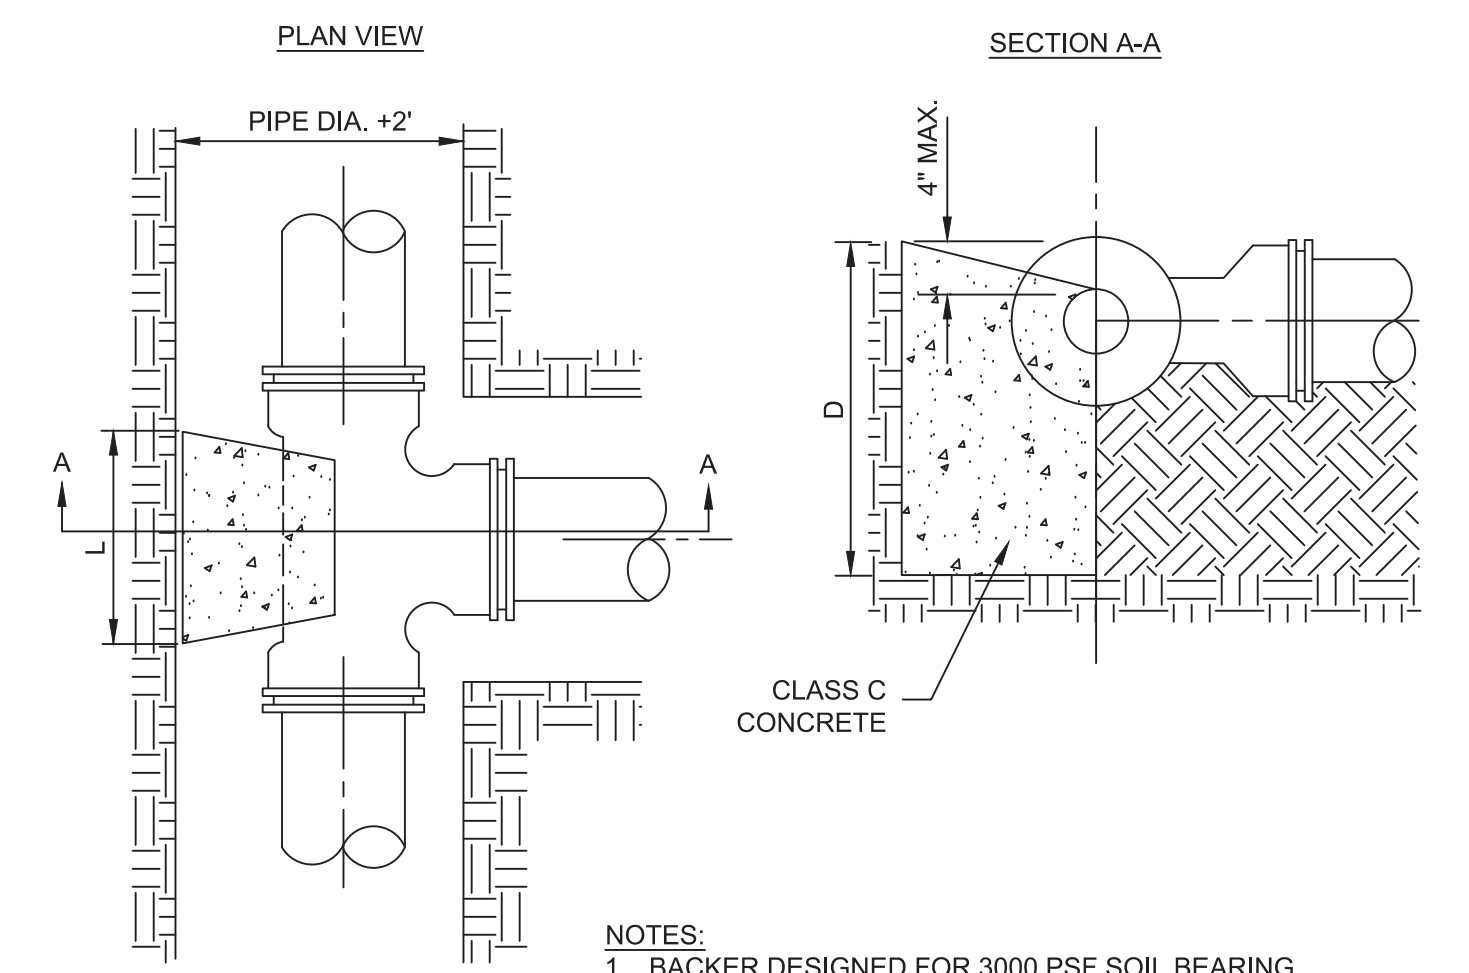 PLAN VIEW
SECTION A-A
PIPE DIA. +2'
4" MAX.
A
A
L
D
CLASS C
CONCRETE
NOTES:
1. BACKER DESIGNED FOR 3000 PSF SOIL BEARING